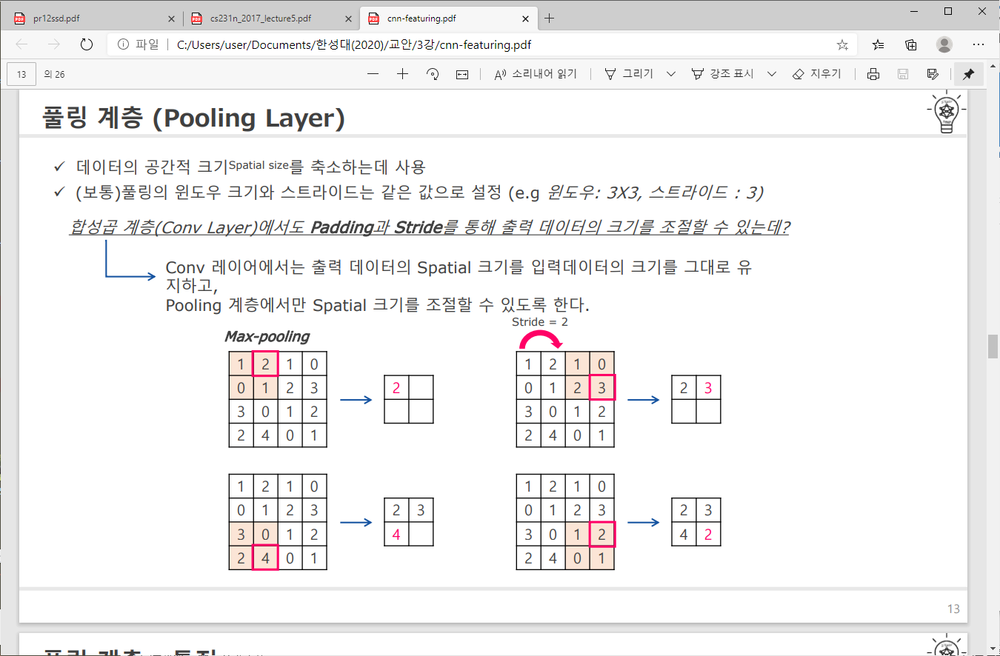 pr12ssd.pdf
cs231n_2017_lecture5.pdf
cnn-featuring.pdf
파일 C:/Users/user/Documents/한성대(2020)/교안/3강/cnn-featuring.pdf
13 의 26
소리내어 읽기
그리기
강조 표시
지우기
풀링 계층 (Pooling Layer)
✓ 데이터의 공간적 크기Spatial size를 축소하는데 사용
✓ (보통)풀링의 윈도우 크기와 스트라이드는 같은 값으로 설정 (e.g 윈도우: 3X3, 스트라이드 : 3)
합성곱 계층(Conv Layer)에서도 Padding과 Stride를 통해 출력 데이터의 크기를 조절할 수 있는데?
Conv 레이어에서는 출력 데이터의 Spatial 크기를 입력데이터의 크기를 그대로 유
지하고,
Pooling 계층에서만 Spatial 크기를 조절할 수 있도록 한다.
Max-pooling
1 2 1 0
0 1 2 3
3 0 1 2
2 4 0 1
2
Stride = 2
1 2 1 0
0 1 2 3
3 0 1 2
2 4 0 1
2 3
1 2 1 0
0 1 2 3
3 0 1 2
2 4 0 1
2 3
4
1 2 1 0
0 1 2 3
3 0 1 2
2 4 0 1
2 3
4 2
13